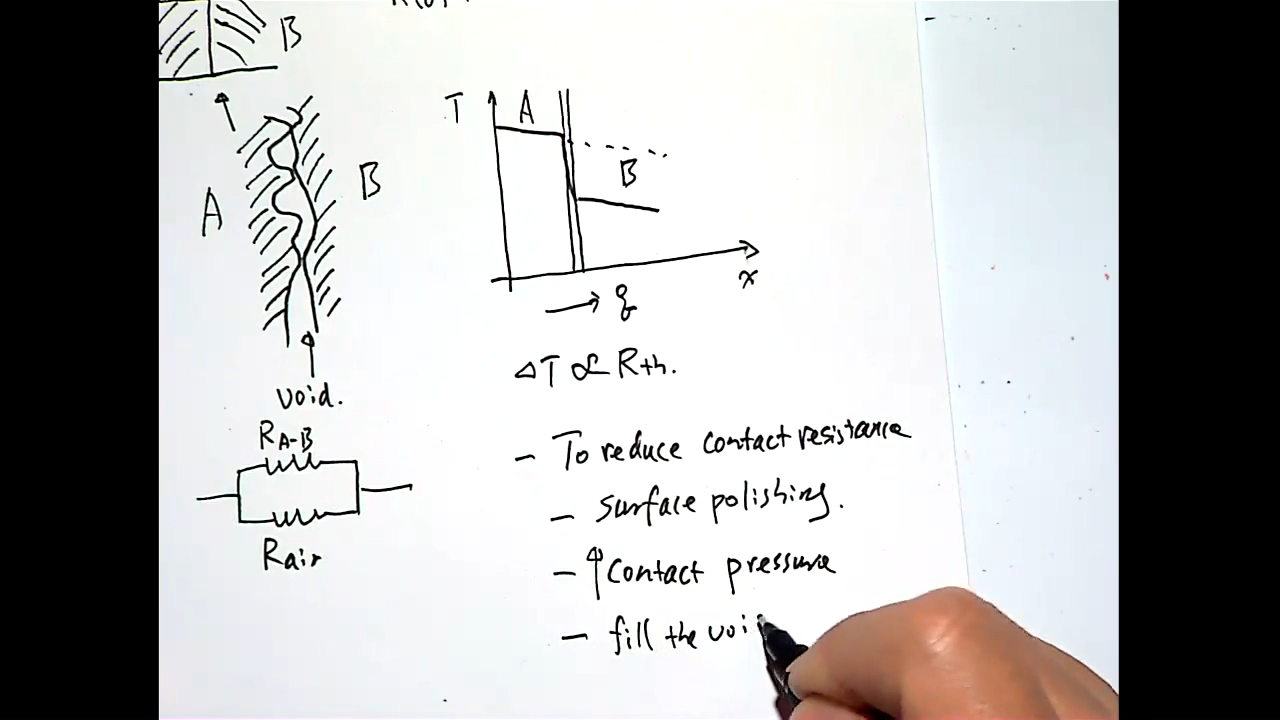 B
T
A
B
A
B
x
q
ΔT ∝ Rth.
void.
RA-B
Rair
- To reduce contact resistance
- surface polishing.
- ↑ contact pressure
- fill the voi